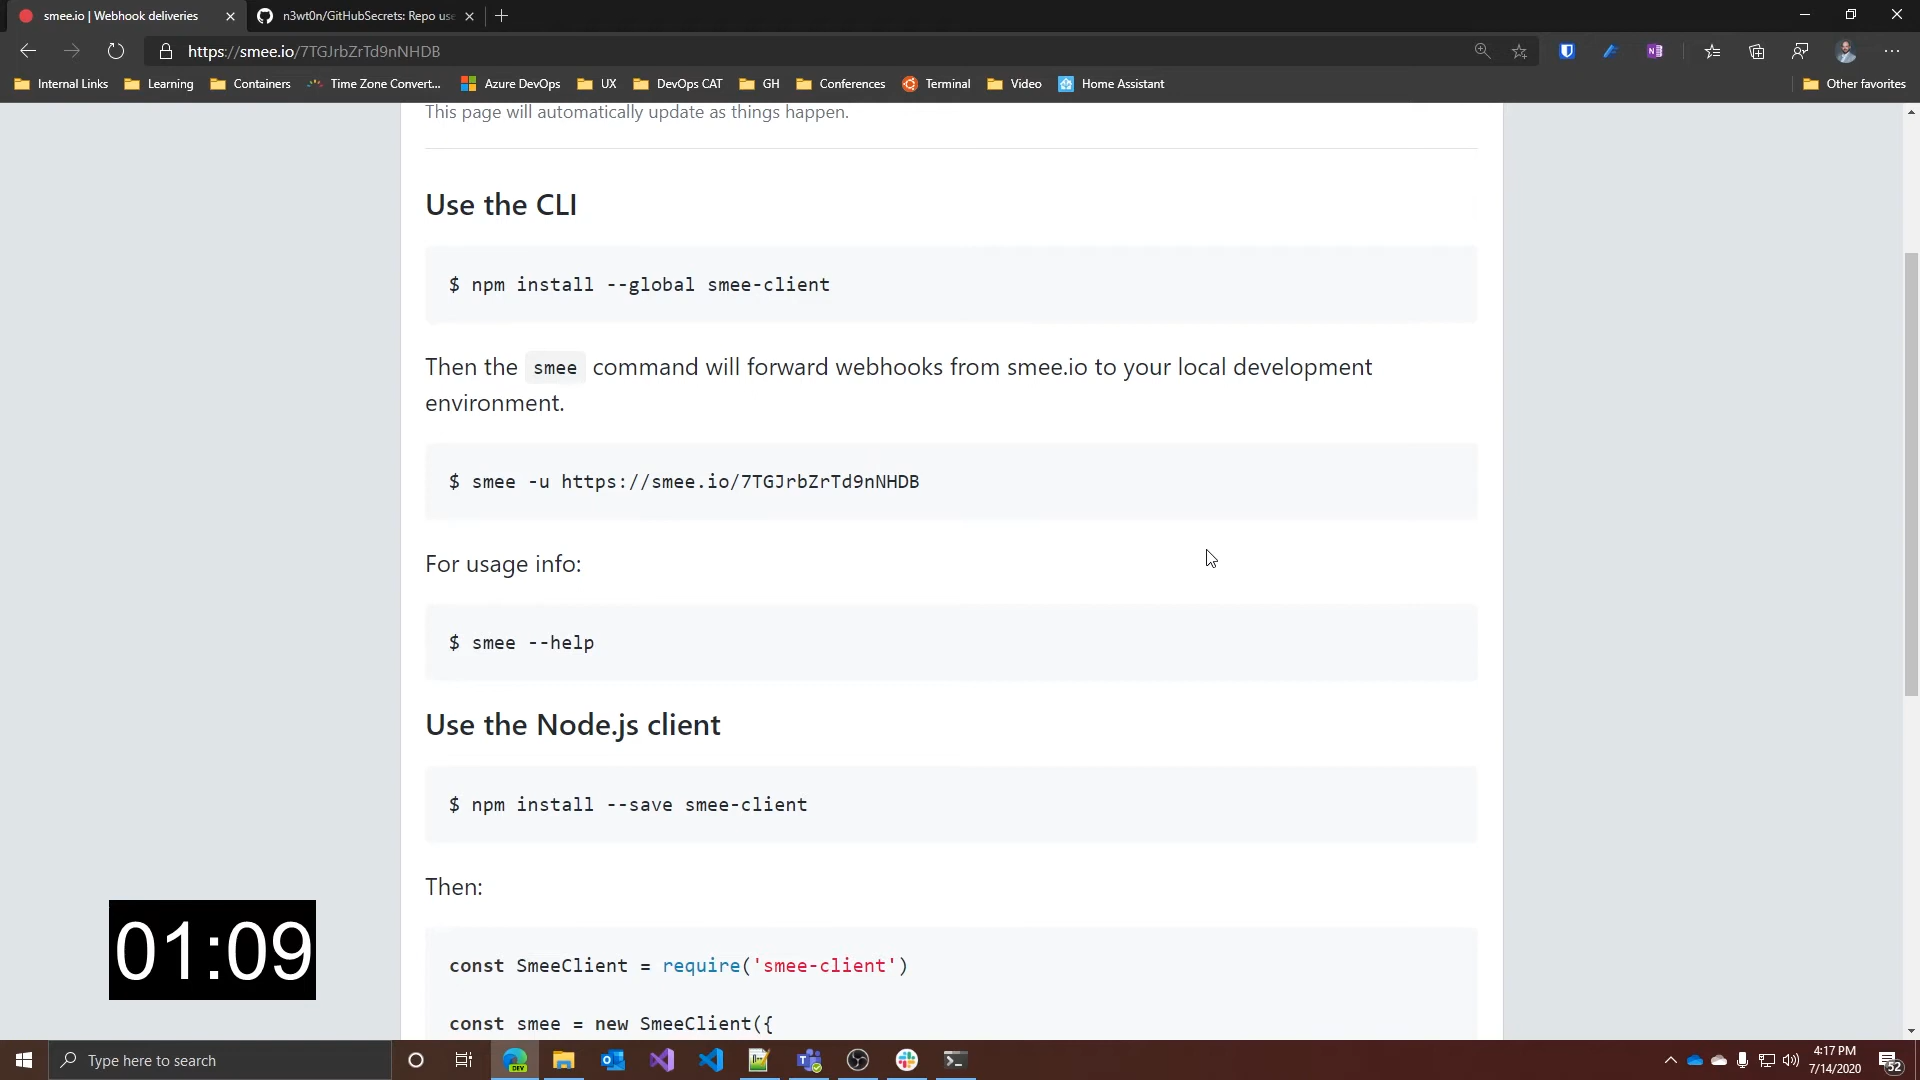 smee.io | Webhook deliveries
n3wt0n/GitHubSecrets: Repo use
https://smee.io/7TGJrbZrTd9nNHDB
Internal Links
Learning
Containers
Time Zone Convert...
Azure DevOps
UX
DevOps CAT
GH
Conferences
Terminal
Video
Home Assistant
Other favorites
This page will automatically update as things happen.
Use the CLI
$ npm install --global smee-client
Then the smee command will forward webhooks from smee.io to your local development
environment.
$ smee -u https://smee.io/7TGJrbZrTd9nNHDB
For usage info:
$ smee --help
Use the Node.js client
$ npm install --save smee-client
Then:
const SmeeClient = require('smee-client')
const smee = new SmeeClient({
01:09
Type here to search
4:17 PM
7/14/2020
52